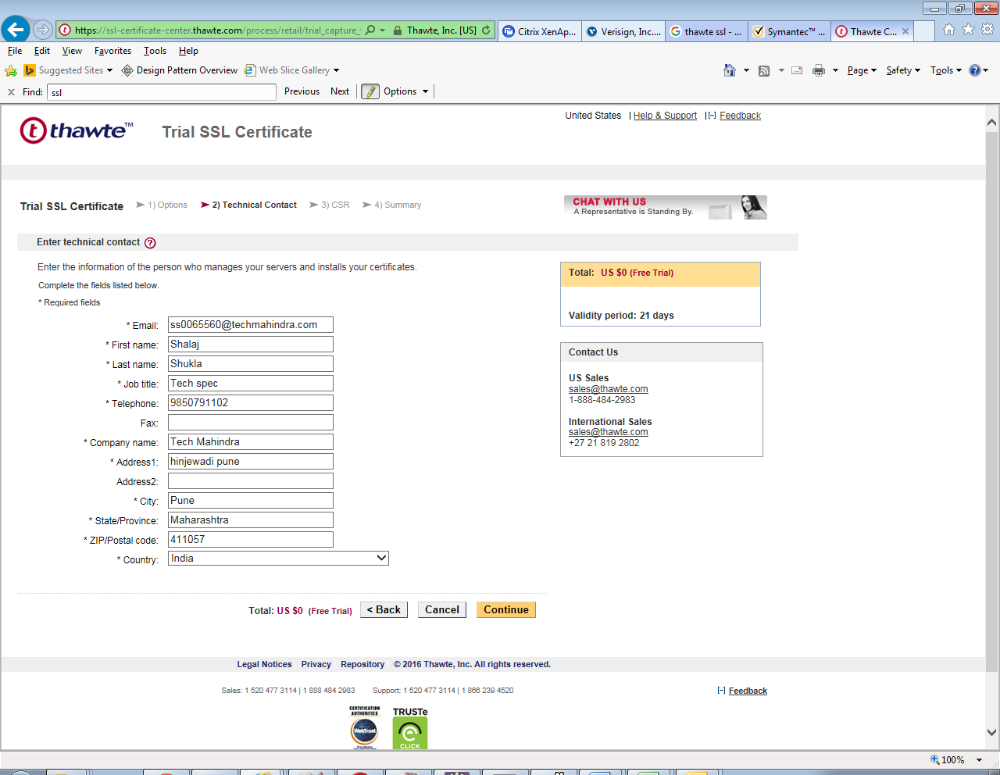 https://ssl-certificate-center.thawte.com/process/retail/trial_capture_
Thawte, Inc. [US]
Citrix XenAp...
Verisign, Inc....
thawte ssl - ...
Symantec™ ...
Thawte C...
File Edit View Favorites Tools Help
Suggested Sites
Design Pattern Overview
Web Slice Gallery
Page Safety Tools
Find: ssl Previous Next Options
thawte™
Trial SSL Certificate
United States | Help & Support | [-] Feedback
Trial SSL Certificate 1) Options 2) Technical Contact 3) CSR 4) Summary
CHAT WITH US
A Representative is Standing By.
Enter technical contact ?
Enter the information of the person who manages your servers and installs your certificates.
Complete the fields listed below.
* Required fields
* Email: ss0065560@techmahindra.com
* First name: Shalaj
* Last name: Shukla
* Job title: Tech spec
* Telephone: 9850791102
Fax:
* Company name: Tech Mahindra
* Address1: hinjewadi pune
Address2:
* City: Pune
* State/Province: Maharashtra
* ZIP/Postal code: 411057
* Country: India
Total: US $0 (Free Trial)
Validity period: 21 days
Contact Us
US Sales
sales@thawte.com
1-888-484-2983
International Sales
sales@thawte.com
+27 21 819 2802
Total: US $0 (Free Trial) < Back Cancel Continue
Legal Notices Privacy Repository © 2016 Thawte, Inc. All rights reserved.
Sales: 1 520 477 3114 | 1 888 484 2983 Support: 1 520 477 3114 | 1 866 239 4520
[-] Feedback
CERTIFICATION
AUTHORITIES
WebTrust
TRUSTe
e
CLICK
100%